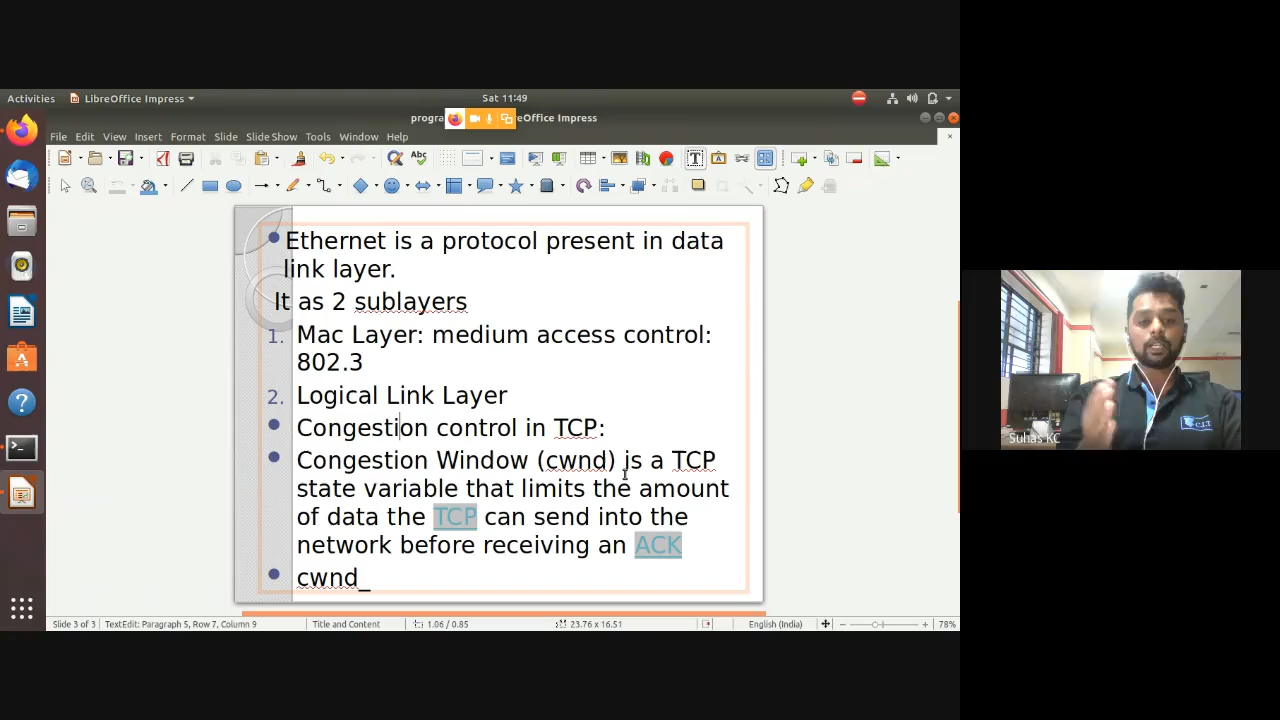 Activities LibreOffice Impress Sat 11:49
progra eOffice Impress
File Edit View Insert Format Slide Slide Show Tools Window Help
Abc
T A
Ethernet is a protocol present in data
link layer.
It as 2 sublayers
1. Mac Layer: medium access control:
802.3
2. Logical Link Layer
Congestion control in TCP:
Congestion Window (cwnd) is a TCP
state variable that limits the amount
of data the TCP can send into the
network before receiving an ACK
cwnd_
Slide 3 of 3 TextEdit: Paragraph 5, Row 7, Column 9 Title and Content 1.06 / 0.85 23.76 x 16.51 English (India) 78%
Suhas KC
C.I.T